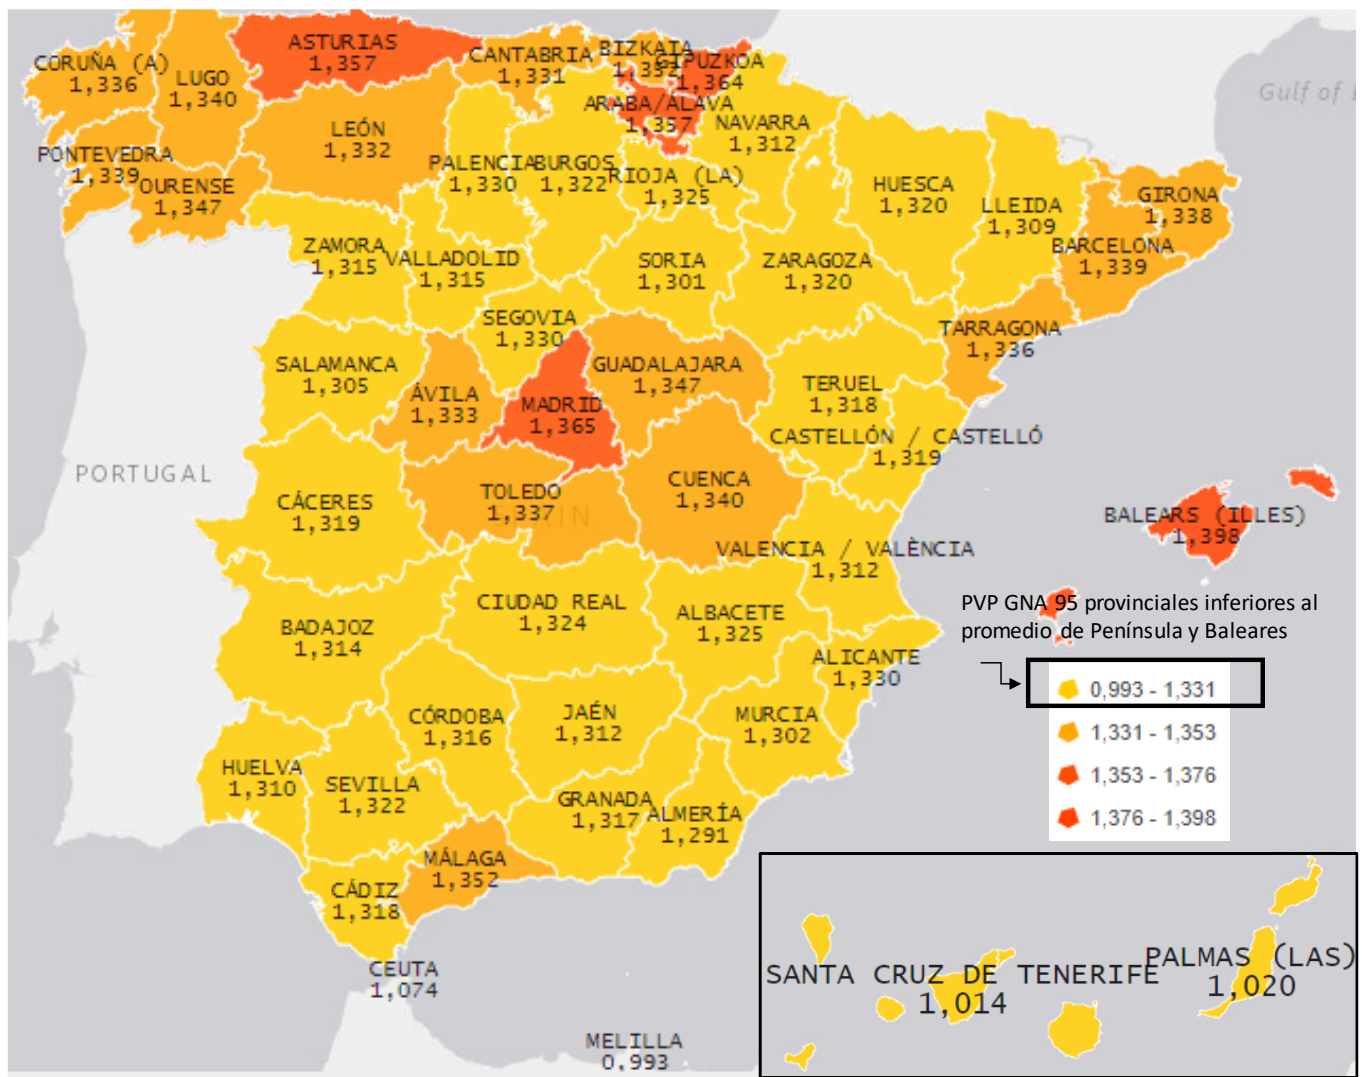 ASTURIAS
1,357
CANTABRIA
1,331
BIZKAIA
GIPUZKOA
1,364
CORUÑA (A)
1,336
LUGO
1,340
Gulf of
ARABA/ALAVA
1,357
LEÓN
1,332
NAVARRA
1,312
PONTEVEDRA
1,339
OURENSE
1,347
PALENCIA
1,330
BURGOS
1,322
RIOJA (LA)
1,325
HUESCA
1,320
LLEIDA
1,309
GIRONA
1,338
BARCELONA
1,339
ZAMORA
1,315
VALLADOLID
1,315
SORIA
1,301
ZARAGOZA
1,320
SEGOVIA
1,330
TARRAGONA
1,336
SALAMANCA
1,305
ÁVILA
1,333
MADRID
1,365
GUADALAJARA
1,347
TERUEL
1,318
CASTELLÓN / CASTELLÓ
1,319
PORTUGAL
CÁCERES
1,319
TOLEDO
1,337
CUENCA
1,340
BALEARS (ILLES)
1,398
VALENCIA / VALÈNCIA
1,312
CIUDAD REAL
1,324
ALBACETE
1,325
BADAJOZ
1,314
ALICANTE
1,330
PVP GNA 95 provinciales inferiores al
promedio de Península y Baleares
0,993 - 1,331
1,331 - 1,353
1,353 - 1,376
1,376 - 1,398
CÓRDOBA
1,316
JAÉN
1,312
MURCIA
1,302
HUELVA
1,310
SEVILLA
1,322
GRANADA
1,317
ALMERÍA
1,291
MÁLAGA
1,352
CÁDIZ
1,318
CEUTA
1,074
MELILLA
0,993
SANTA CRUZ DE TENERIFE
1,014
PALMAS (LAS)
1,020